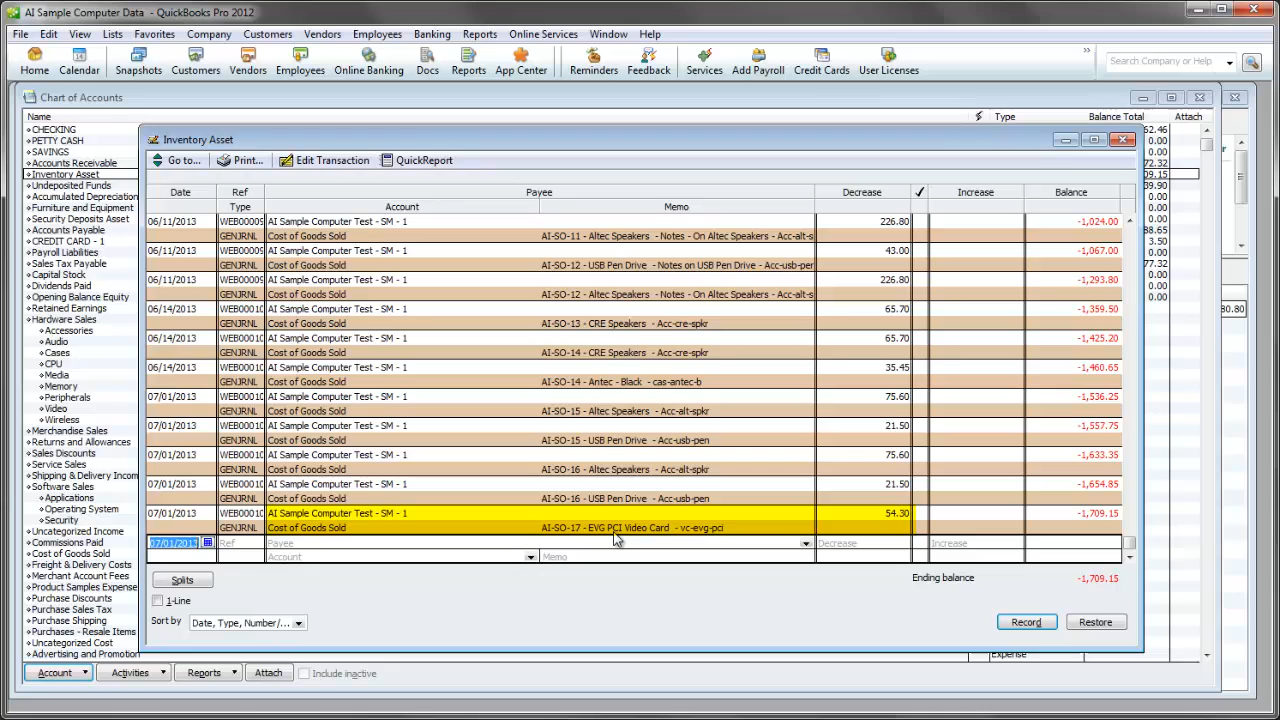 AI Sample Computer Data - QuickBooks Pro 2012
File Edit View Lists Favorites Company Customers Vendors Employees Banking Reports Online Services Window Help
Home Calendar Snapshots Customers Vendors Employees Online Banking Docs Reports App Center Reminders Feedback Services Add Payroll Credit Cards User Licenses
Search Company or Help
Chart of Accounts
Name Type Balance Total Attach
CHECKING
PETTY CASH
SAVINGS
Accounts Receivable
Inventory Asset
Undeposited Funds
Accumulated Depreciation
Furniture and Equipment
Security Deposits Asset
Accounts Payable
CREDIT CARD - 1
Payroll Liabilities
Sales Tax Payable
Capital Stock
Dividends Paid
Opening Balance Equity
Retained Earnings
Hardware Sales
Accessories
Audio
Cases
CPU
Media
Memory
Peripherals
Video
Wireless
Merchandise Sales
Returns and Allowances
Sales Discounts
Service Sales
Shipping & Delivery Incom
Software Sales
Applications
Operating System
Security
Uncategorized Income
Commissions Paid
Freight & Delivery Costs
Merchant Account Fees
Product Samples Expense
Purchase Discounts
Purchase Sales Tax
Purchase Shipping
Purchases - Resale Items
Uncategorized Cost
Advertising and Promotion
Expense
Inventory Asset
Go to... Print... Edit Transaction QuickReport
Date Ref Payee Decrease ✓ Increase Balance
Type Account Memo
06/11/2013 WEB00009 AI Sample Computer Test - SM - 1 226.80 -1,024.00
GENJRNL Cost of Goods Sold AI-SO-11 - Altec Speakers - Notes - On Altec Speakers - Acc-alt-s
06/11/2013 WEB00009 AI Sample Computer Test - SM - 1 43.00 -1,067.00
GENJRNL Cost of Goods Sold AI-SO-12 - USB Pen Drive - Notes on USB Pen Drive - Acc-usb-per
06/11/2013 WEB00009 AI Sample Computer Test - SM - 1 226.80 -1,293.80
GENJRNL Cost of Goods Sold AI-SO-12 - Altec Speakers - Notes - On Altec Speakers - Acc-alt-s
06/14/2013 WEB00010 AI Sample Computer Test - SM - 1 65.70 -1,359.50
GENJRNL Cost of Goods Sold AI-SO-13 - CRE Speakers - Acc-cre-spkr
06/14/2013 WEB00010 AI Sample Computer Test - SM - 1 65.70 -1,425.20
GENJRNL Cost of Goods Sold AI-SO-14 - CRE Speakers - Acc-cre-spkr
06/14/2013 WEB00010 AI Sample Computer Test - SM - 1 35.45 -1,460.65
GENJRNL Cost of Goods Sold AI-SO-14 - Antec - Black - cas-antec-b
07/01/2013 WEB00010 AI Sample Computer Test - SM - 1 75.60 -1,536.25
GENJRNL Cost of Goods Sold AI-SO-15 - Altec Speakers - Acc-alt-spkr
07/01/2013 WEB00010 AI Sample Computer Test - SM - 1 21.50 -1,557.75
GENJRNL Cost of Goods Sold AI-SO-15 - USB Pen Drive - Acc-usb-pen
07/01/2013 WEB00010 AI Sample Computer Test - SM - 1 75.60 -1,633.35
GENJRNL Cost of Goods Sold AI-SO-16 - Altec Speakers - Acc-alt-spkr
07/01/2013 WEB00010 AI Sample Computer Test - SM - 1 21.50 -1,654.85
GENJRNL Cost of Goods Sold AI-SO-16 - USB Pen Drive - Acc-usb-pen
07/01/2013 WEB00010 AI Sample Computer Test - SM - 1 54.30 -1,709.15
GENJRNL Cost of Goods Sold AI-SO-17 - EVG PCI Video Card - vc-evg-pci
07/01/2013 Ref Payee Decrease Increase
Account Memo
Splits Ending balance -1,709.15
1-Line
Sort by Date, Type, Number/... Record Restore
Account Activities Reports Attach Include inactive